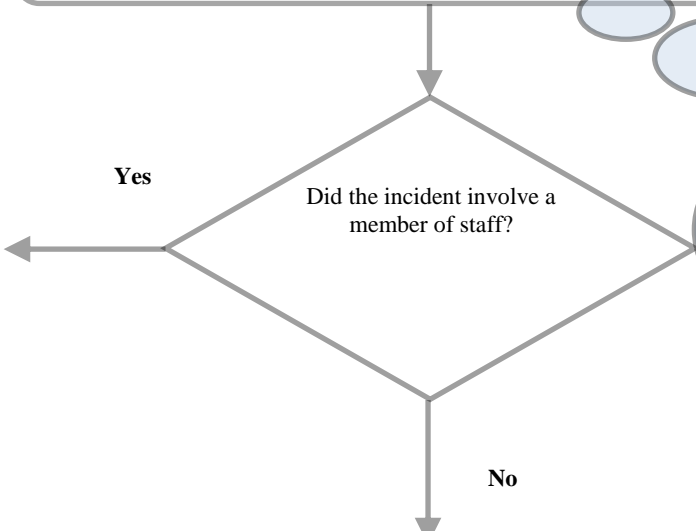 Yes
Did the incident involve a
member of staff?
No